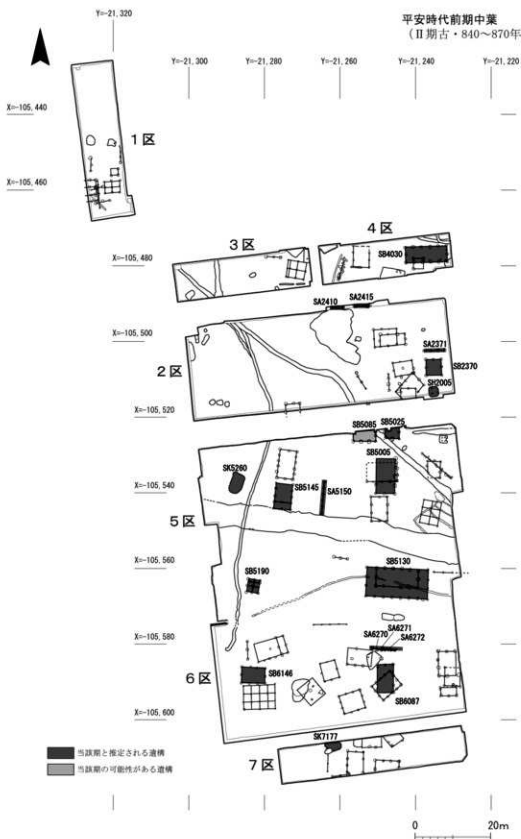 平安時代前期中葉
(Ⅱ期古・840～870年
Y=-21,320
Y=-21,300
Y=-21,280
Y=-21,260
Y=-21,240
Y=-21,220
X=-105,440
1区
X=-105,460
4区
3区
X=-105,480
SB4030
SA2410
SA2415
X=-105,500
SA2371
2区
SB2370
SH2005
X=-105,520
SB5085
SB5025
SB5005
SK5260
SB5145
SA5150
X=-105,540
5区
X=-105,560
SB5130
SB5190
X=-105,580
SA6271
SA6270
SA6272
SB6146
6区
SB6087
X=-105,600
SK7177
7区
当該期と推定される遺構
当該期の可能性がある遺構
0
20m